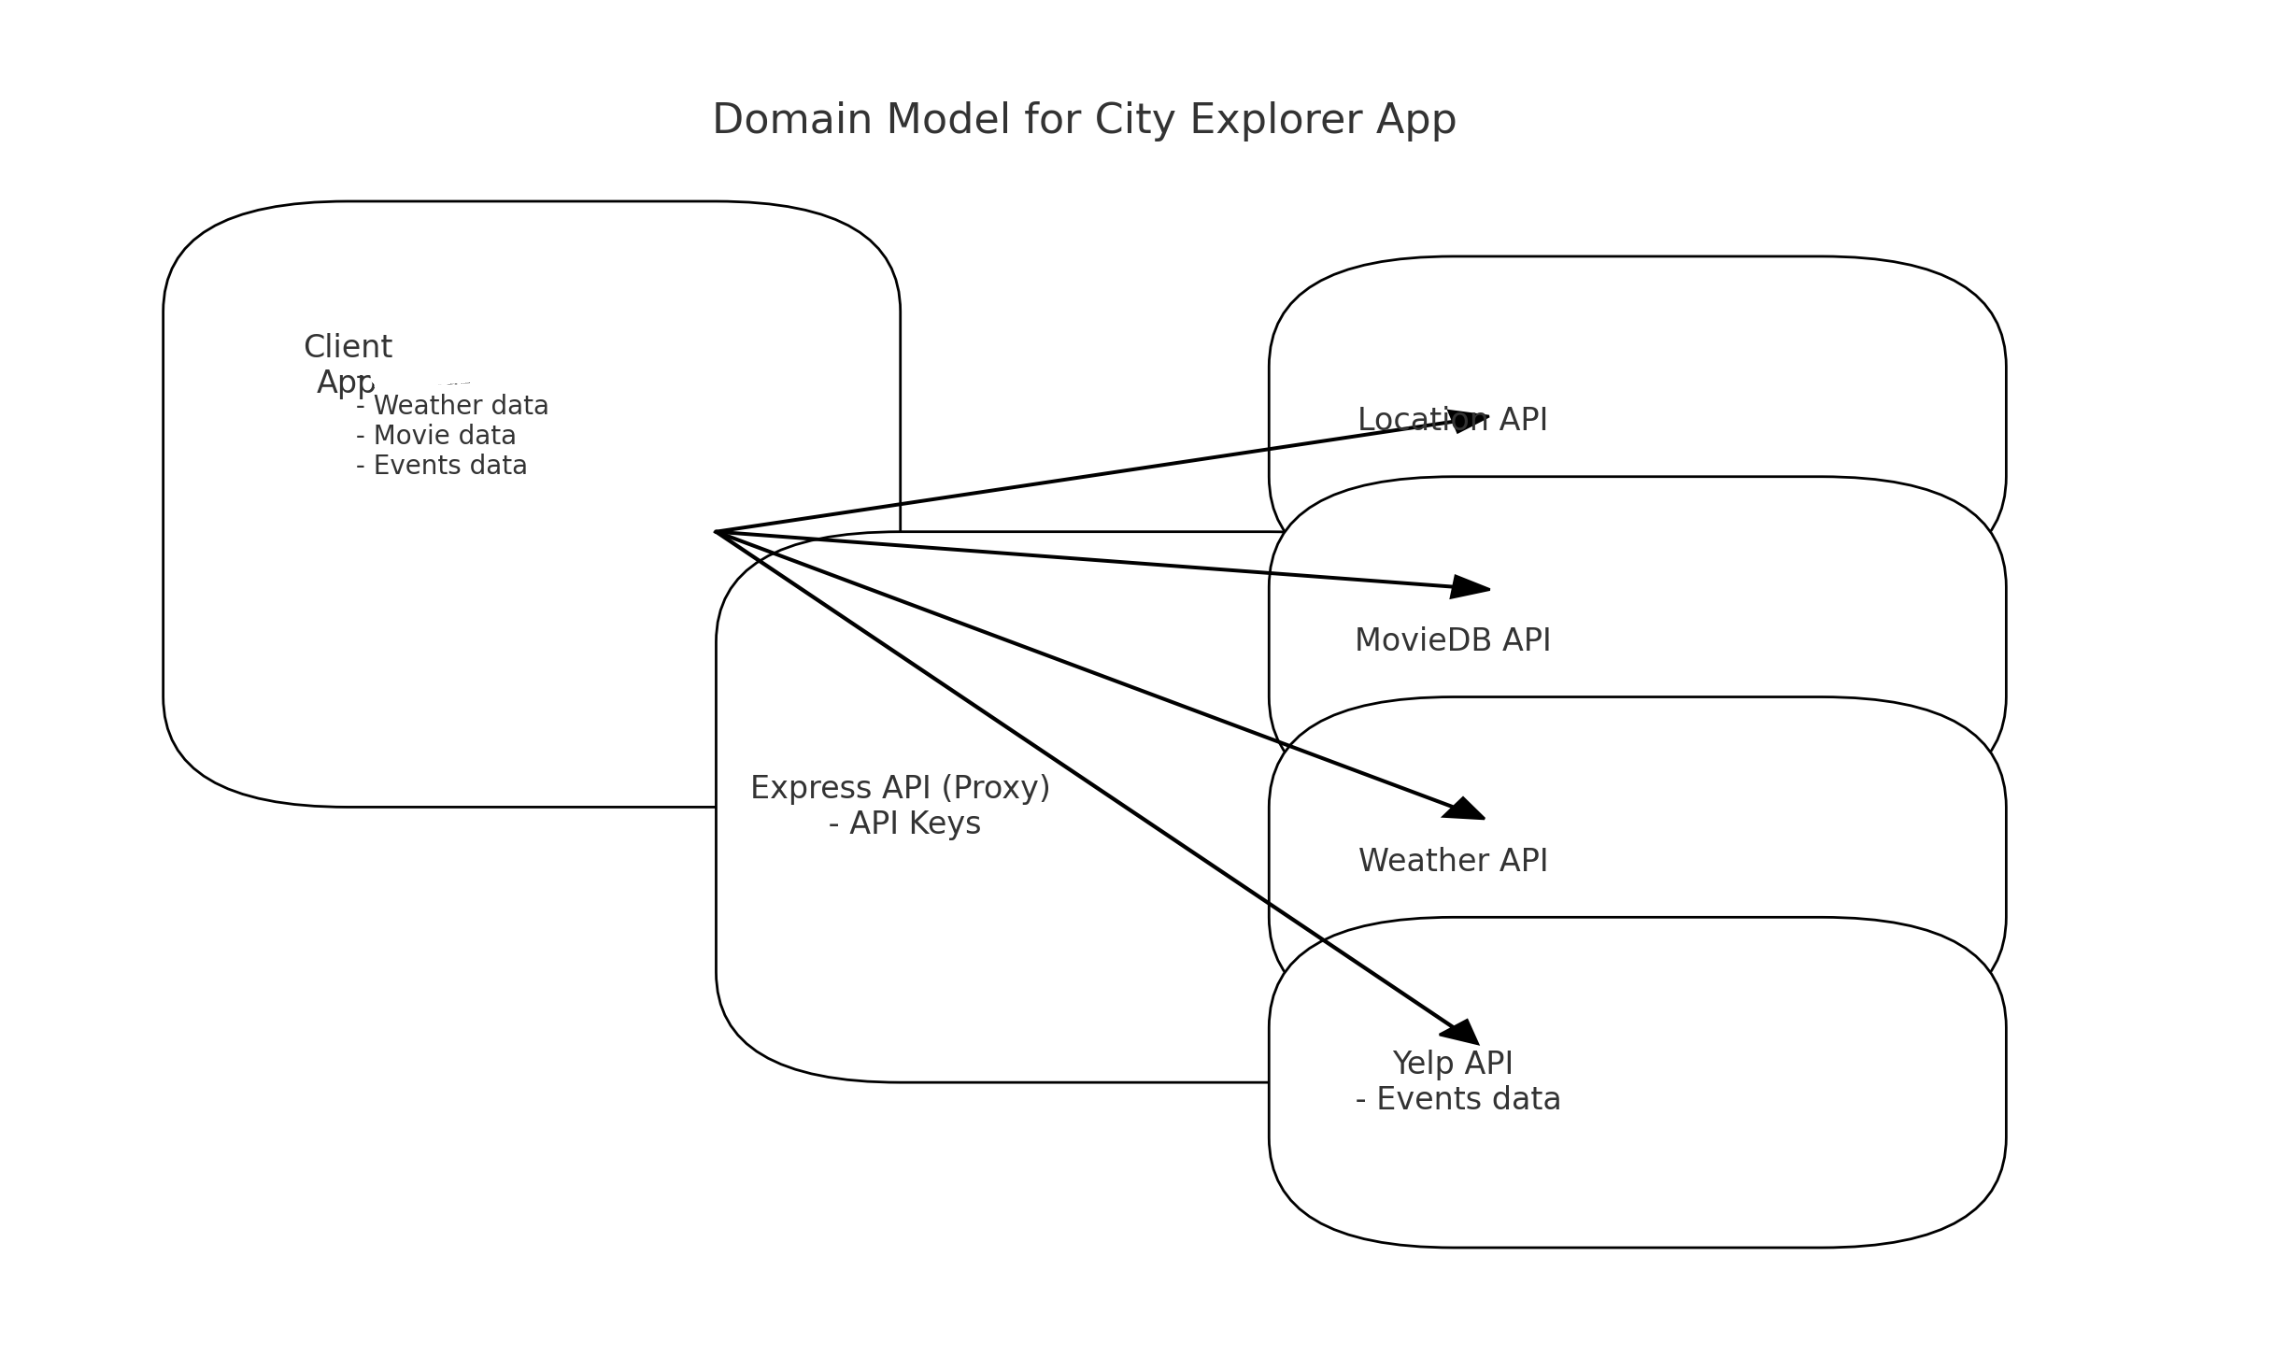 Domain Model for City Explorer App
Client
App
- Weather data
- Movie data
- Events data
Location API
MovieDB API
Express API (Proxy)
- API Keys
Weather API
Yelp API
- Events data